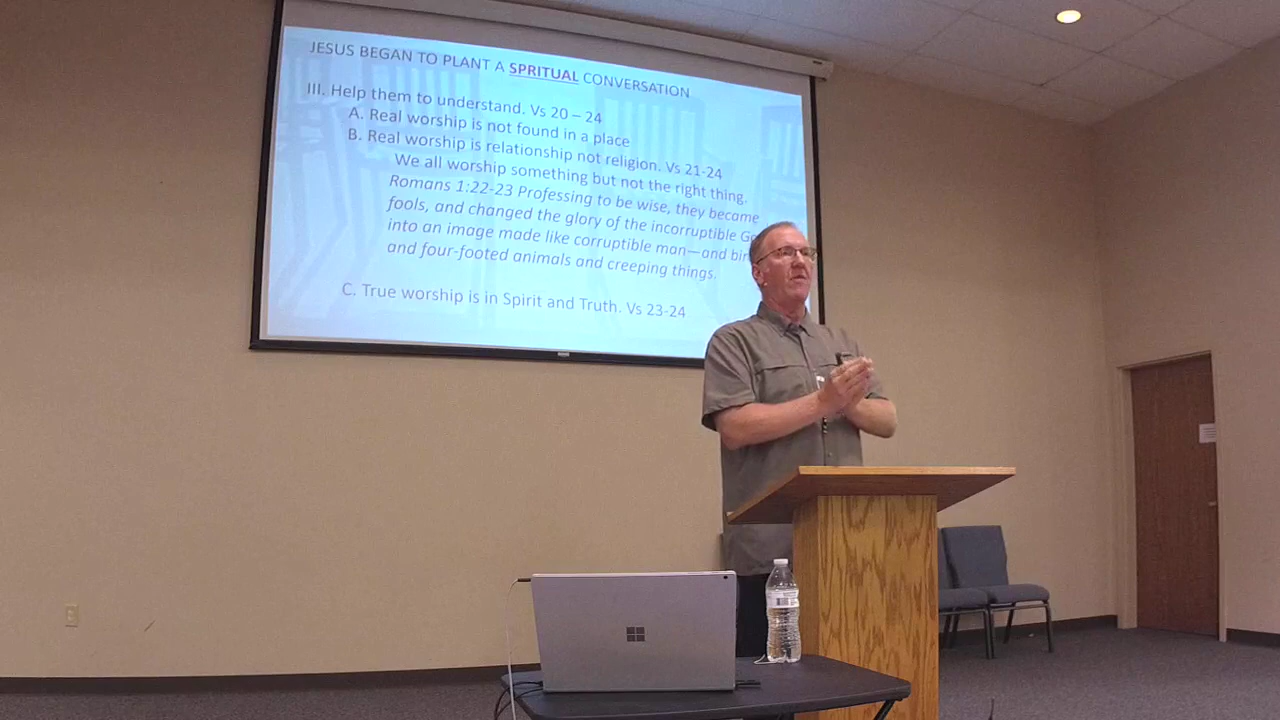 JESUS BEGAN TO PLANT A SPRITUAL CONVERSATION
III. Help them to understand. Vs 20 – 24
A. Real worship is not found in a place
B. Real worship is relationship not religion. Vs 21-24
We all worship something but not the right thing.
Romans 1:22-23 Professing to be wise, they became
fools, and changed the glory of the incorruptible
into an image made like corruptible man—and
and four-footed animals and creeping things.
C. True worship is in Spirit and Truth. Vs 23-24